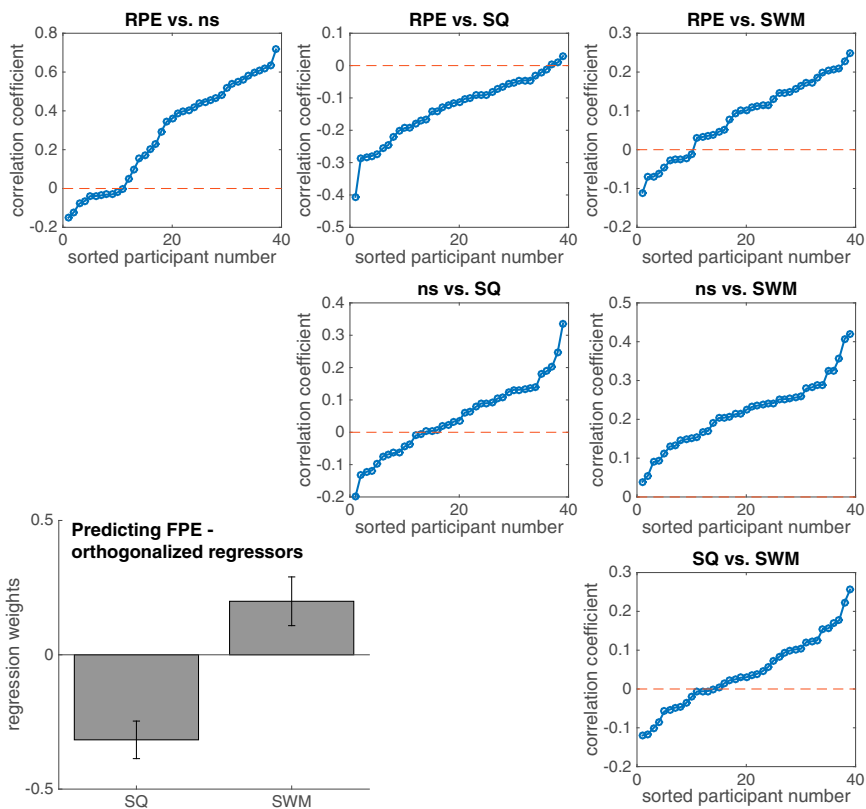 RPE vs. ns
correlation coefficient
0.8
0.6
0.4
0.2
0
-0.2
0
20
40
sorted participant number
RPE vs. SQ
correlation coefficient
0.1
0
-0.1
-0.2
-0.3
-0.4
-0.5
0
20
40
sorted participant number
RPE vs. SWM
correlation coefficient
0.3
0.2
0.1
0
-0.1
-0.2
0
20
40
sorted participant number
ns vs. SQ
correlation coefficient
0.4
0.3
0.2
0.1
0
-0.1
-0.2
0
20
40
sorted participant number
ns vs. SWM
correlation coefficient
0.5
0.4
0.3
0.2
0.1
0
0
20
40
sorted participant number
Predicting FPE -
orthogonalized regressors
regression weights
0.5
0
-0.5
SQ
SWM
SQ vs. SWM
correlation coefficient
0.3
0.2
0.1
0
-0.1
-0.2
0
20
40
sorted participant number